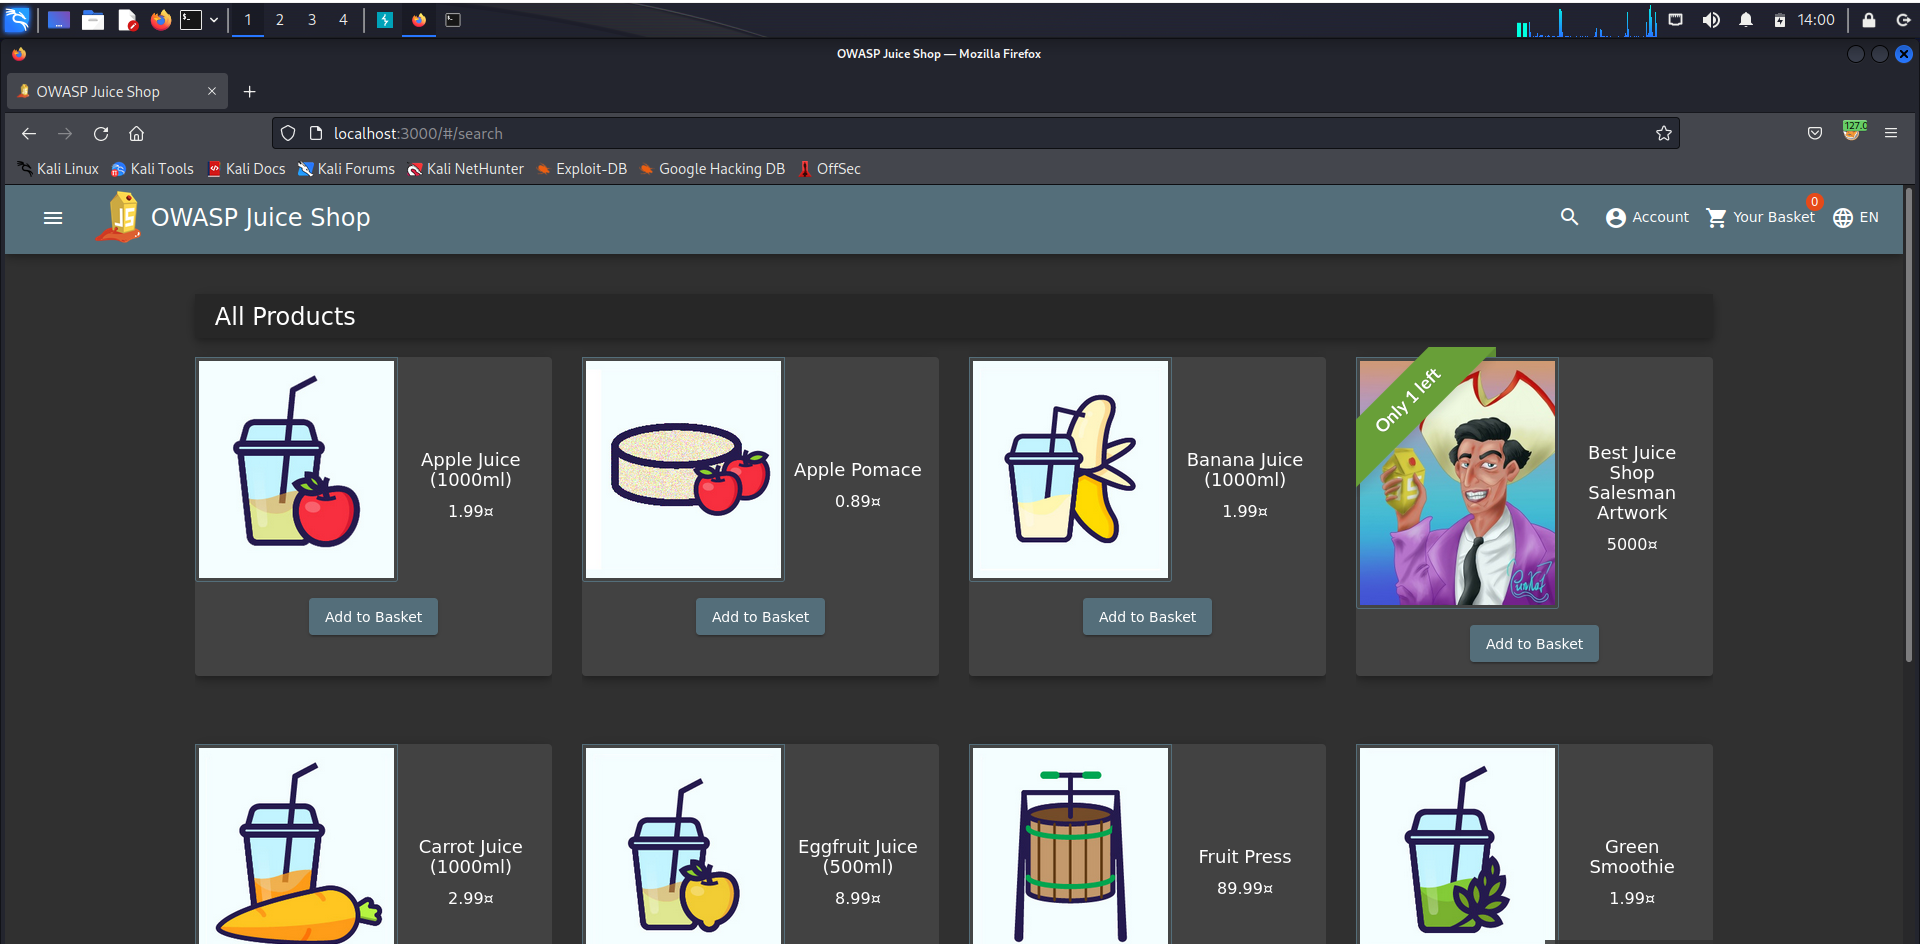 1 2 3 4 14:00
OWASP Juice Shop — Mozilla Firefox
OWASP Juice Shop
localhost:3000/#/search
127.0
Kali Linux Kali Tools Kali Docs Kali Forums Kali NetHunter Exploit-DB Google Hacking DB OffSec
JS
OWASP Juice Shop
Account
Your Basket
0
EN
All Products
Apple Juice
(1000ml)
1.99¤
Add to Basket
Apple Pomace
0.89¤
Add to Basket
Banana Juice
(1000ml)
1.99¤
Add to Basket
Only 1 left
Best Juice
Shop
Salesman
Artwork
5000¤
Add to Basket
Carrot Juice
(1000ml)
2.99¤
Eggfruit Juice
(500ml)
8.99¤
Fruit Press
89.99¤
Green
Smoothie
1.99¤